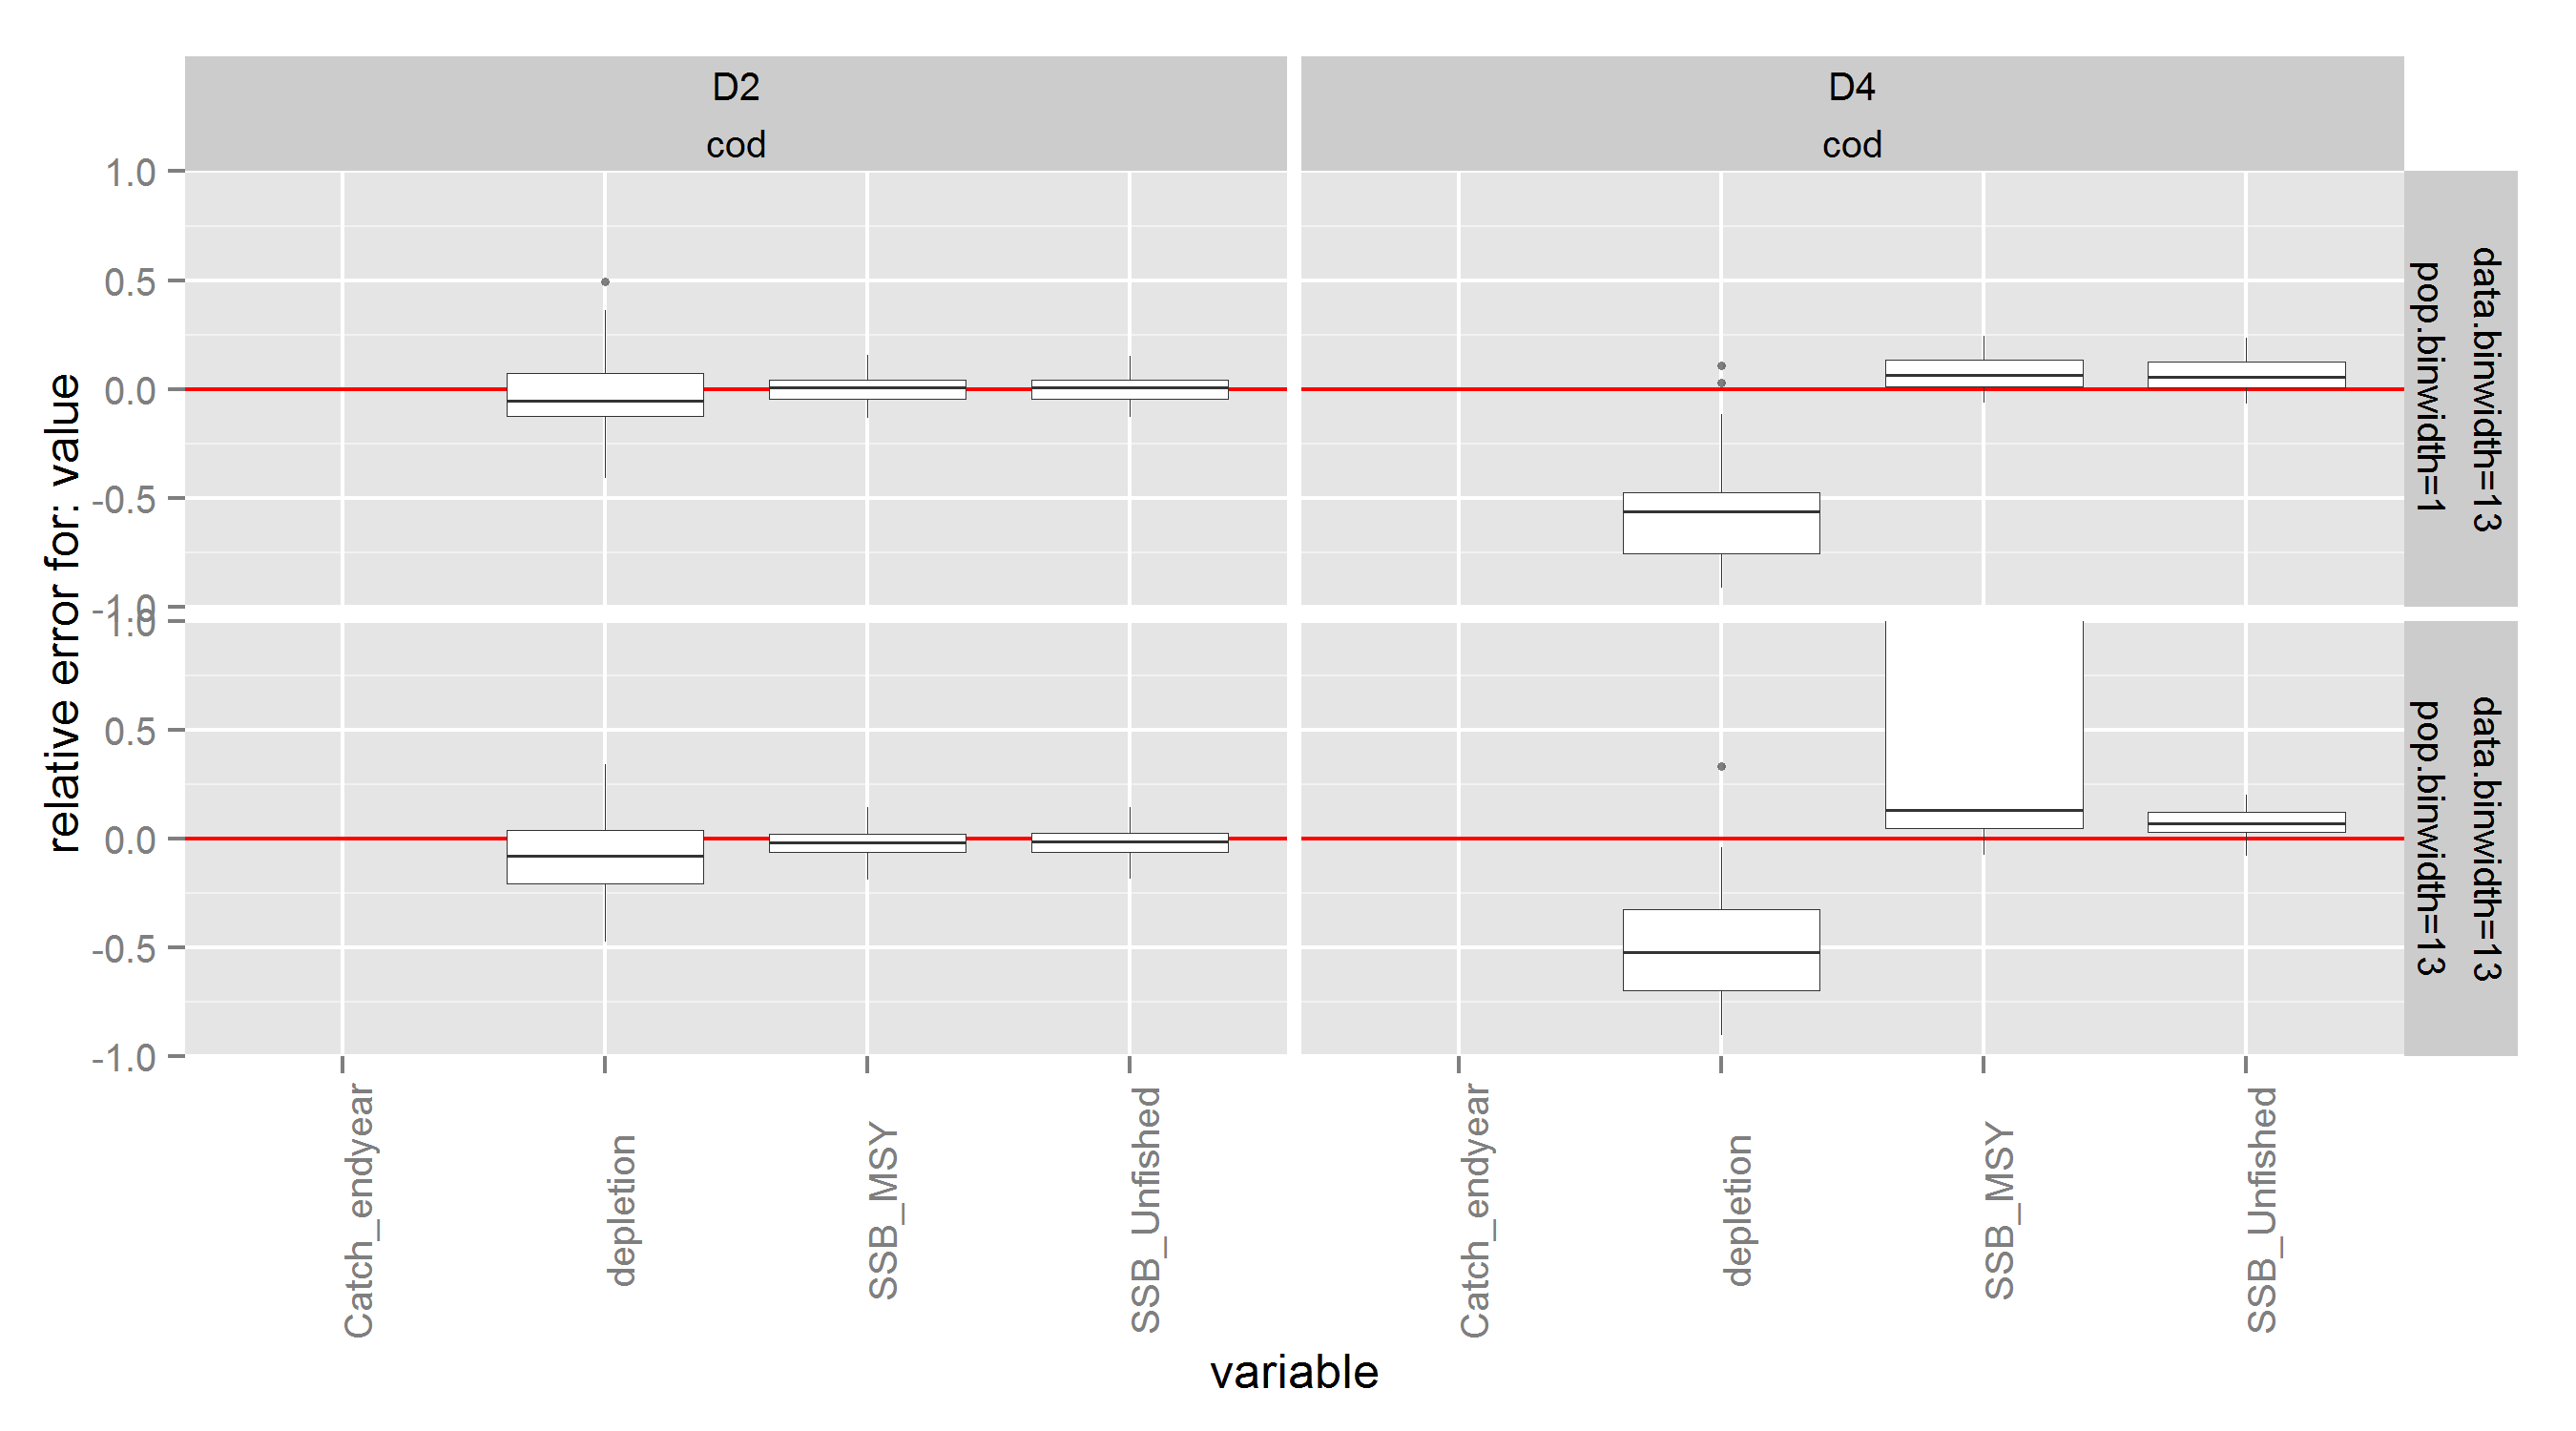 D2
D4
cod
cod
1.0
0.5
0.0
-0.5
-1.0
data.binwidth=13
pop.binwidth=1
relative error for: value
1.0
0.5
0.0
-0.5
-1.0
data.binwidth=13
pop.binwidth=13
Catch_endyear
depletion
SSB_MSY
SSB_Unfished
Catch_endyear
depletion
SSB_MSY
SSB_Unfished
variable